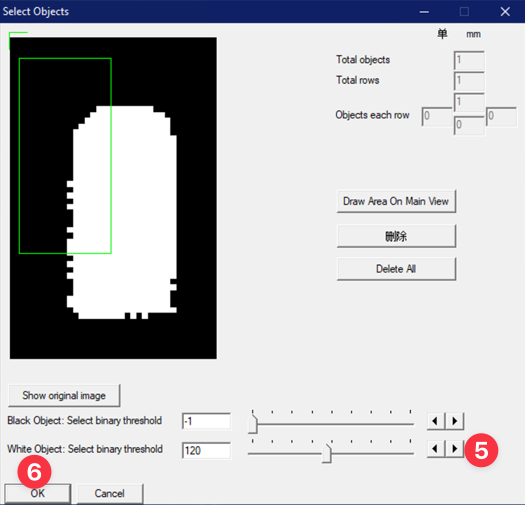 Select Objects
单 mm
Total objects 1
Total rows 1
1
Objects each row 0 0
0
Draw Area On Main View
删除
Delete All
Show original image
Black Object: Select binary threshold -1
White Object: Select binary threshold 120
5
6
OK Cancel